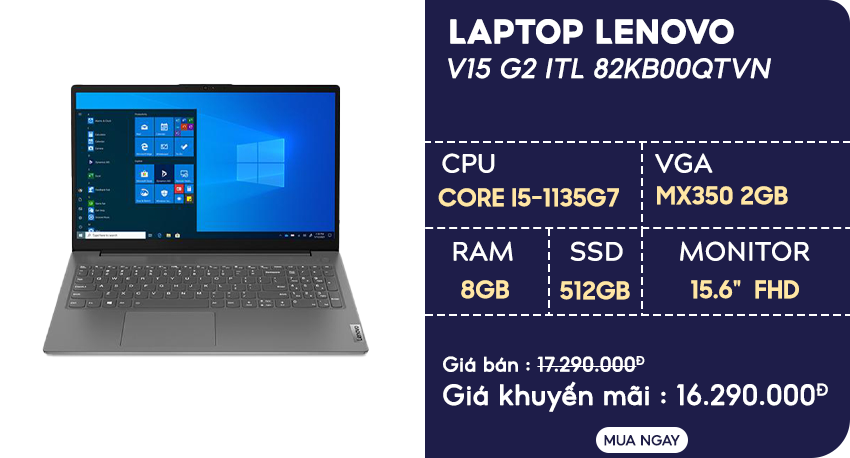 LAPTOP LENOVO
V15 G2 ITL 82KB00QTVN
CPU
CORE I5-1135G7
VGA
MX350 2GB
RAM
8GB
SSD
512GB
MONITOR
15.6" FHD
Giá bán : 17.290.000Đ
Giá khuyến mãi : 16.290.000Đ
MUA NGAY
Lenovo